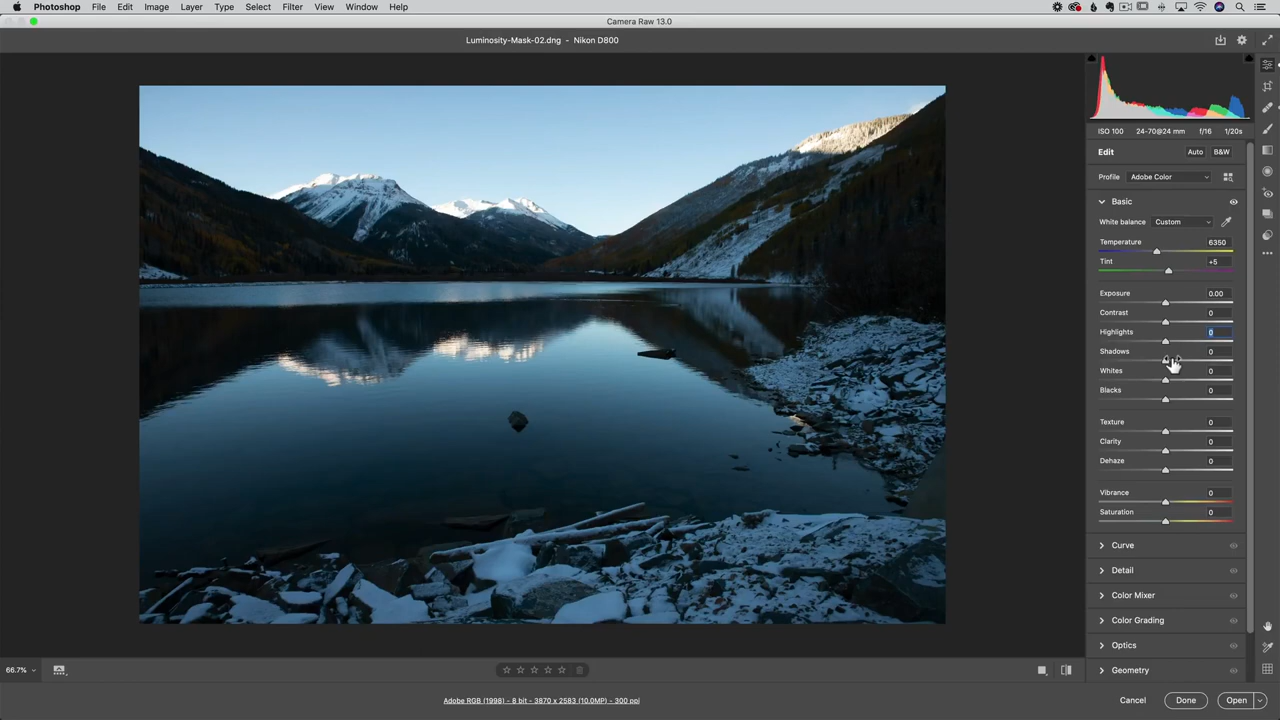 Photoshop File Edit Image Layer Type Select Filter View Window Help
Camera Raw 13.0
Luminosity-Mask-02.dng - Nikon D800
ISO 100 24-70@24 mm f/16 1/20s
Edit Auto B&W
Profile Adobe Color
Basic
White balance Custom
Temperature 6350
Tint +5
Exposure 0.00
Contrast 0
Highlights 0
Shadows 0
Whites 0
Blacks 0
Texture 0
Clarity 0
Dehaze 0
Vibrance 0
Saturation 0
Curve
Detail
Color Mixer
Color Grading
Optics
Geometry
66.7%
Adobe RGB (1998) - 8 bit - 3870 x 2583 (10.0MP) - 300 ppi
Cancel Done Open